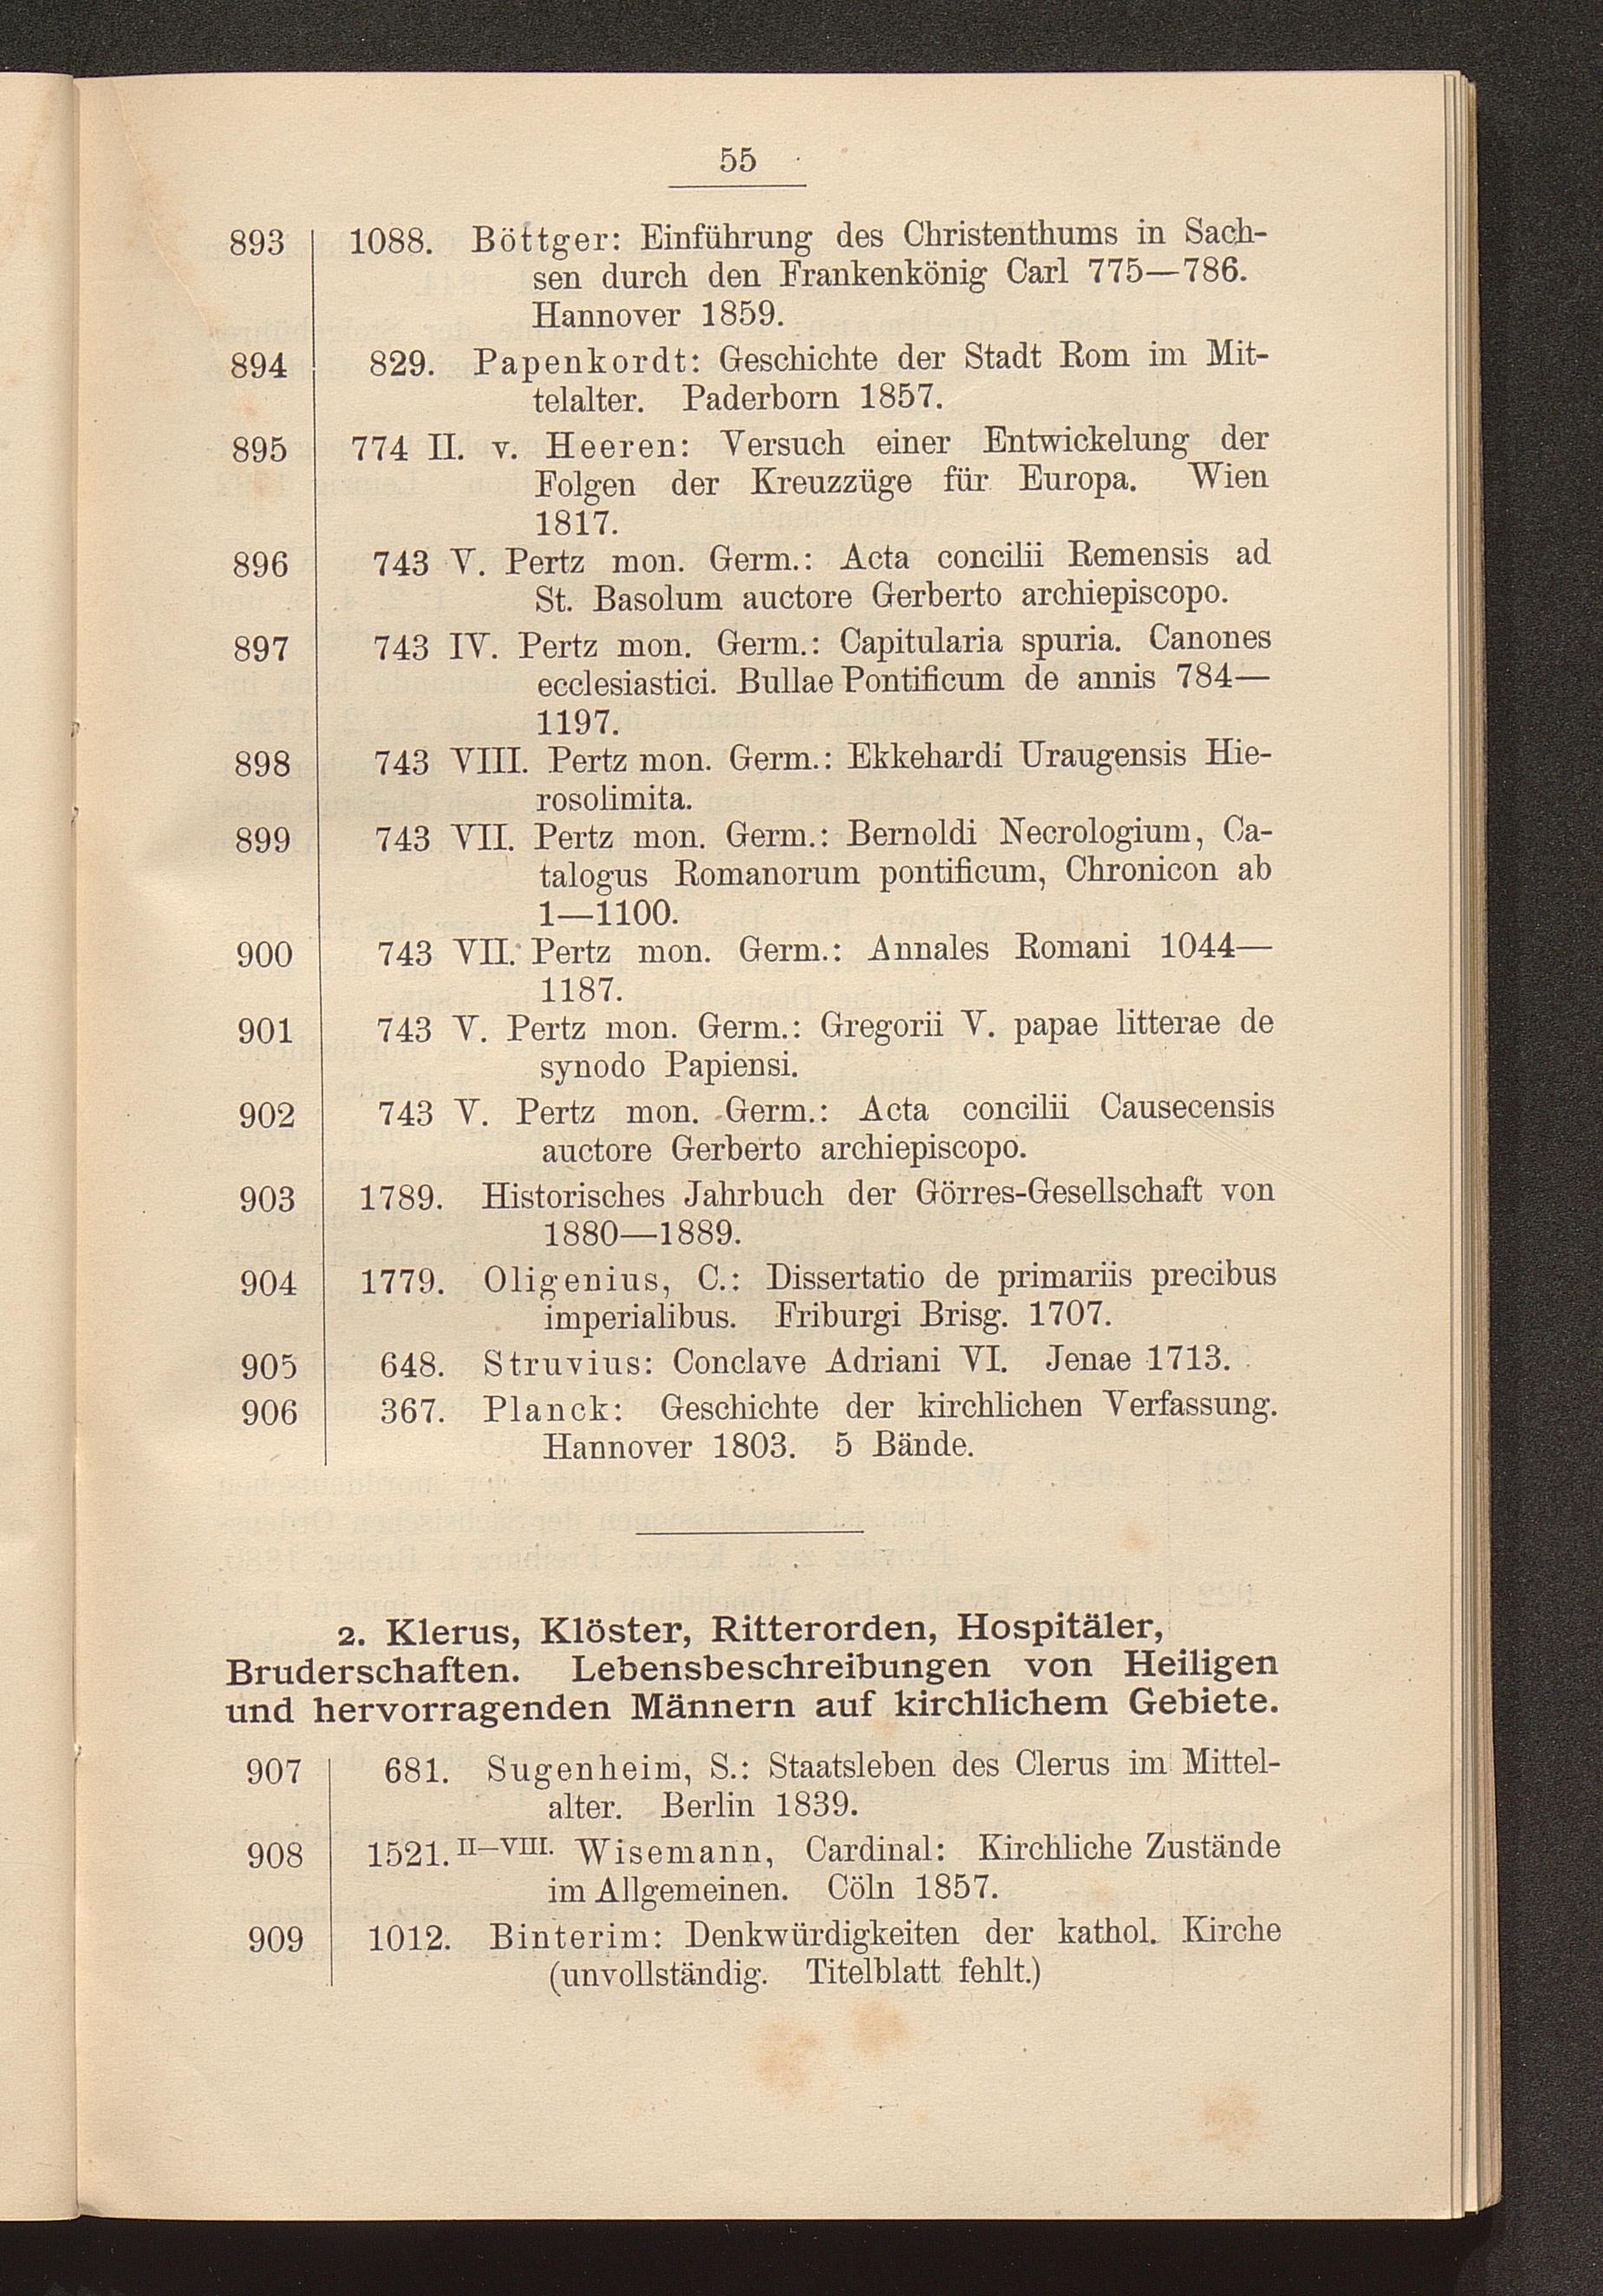 55
893 1088. Böttger: Einführung des Christenthums in Sach-
sen durch den Frankenkönig Carl 775—786.
Hannover 1859.
894 829. Papenkordt: Geschichte der Stadt Rom im Mit-
telalter. Paderborn 1857.
895 774 II. v. Heeren: Versuch einer Entwickelung der
Folgen der Kreuzzüge für Europa. Wien
1817.
896 743 V. Pertz mon. Germ.: Acta concilii Remensis ad
St. Basolum auctore Gerberto archiepiscopo.
897 743 IV. Pertz mon. Germ.: Capitularia spuria. Canones
ecclesiastici. Bullae Pontificum de annis 784—
1197.
898 743 VIII. Pertz mon. Germ.: Ekkehardi Uraugensis Hie-
rosolimita.
899 743 VII. Pertz mon. Germ.: Bernoldi Necrologium, Ca-
talogus Romanorum pontificum, Chronicon ab
1—1100.
900 743 VII. Pertz mon. Germ.: Annales Romani 1044—
1187.
901 743 V. Pertz mon. Germ.: Gregorii V. papae litterae de
synodo Papiensi.
902 743 V. Pertz mon. Germ.: Acta concilii Causecensis
auctore Gerberto archiepiscopo.
903 1789. Historisches Jahrbuch der Görres-Gesellschaft von
1880—1889.
904 1779. Oligenius, C.: Dissertatio de primariis precibus
imperialibus. Friburgi Brisg. 1707.
905 648. Struvius: Conclave Adriani VI. Jenae 1713.
906 367. Planck: Geschichte der kirchlichen Verfassung.
Hannover 1803. 5 Bände.
2. Klerus, Klöster, Ritterorden, Hospitäler,
Bruderschaften. Lebensbeschreibungen von Heiligen
und hervorragenden Männern auf kirchlichem Gebiete.
907 681. Sugenheim, S.: Staatsleben des Clerus im Mittel-
alter. Berlin 1839.
908 1521. II—VIII. Wisemann, Cardinal: Kirchliche Zustände
im Allgemeinen. Cöln 1857.
909 1012. Binterim: Denkwürdigkeiten der kathol. Kirche
(unvollständig. Titelblatt fehlt.)